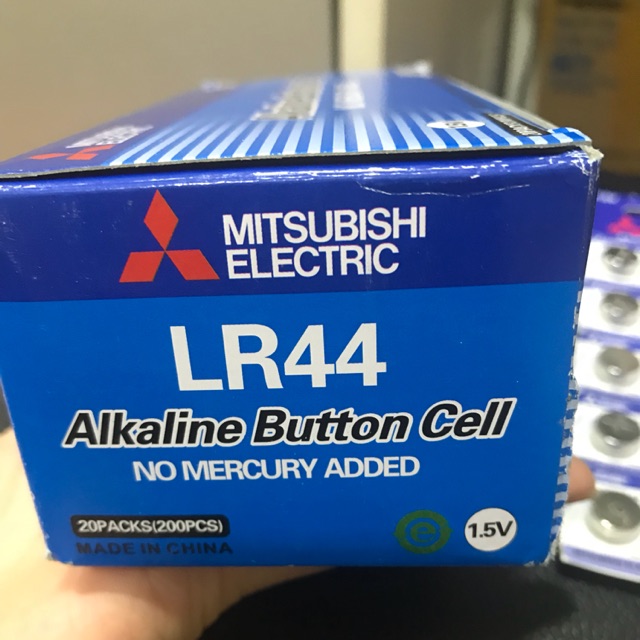 MITSUBISHI
ELECTRIC
LR44
Alkaline Button Cell
NO MERCURY ADDED
20PACKS(200PCS)
MADE IN CHINA
1.5V